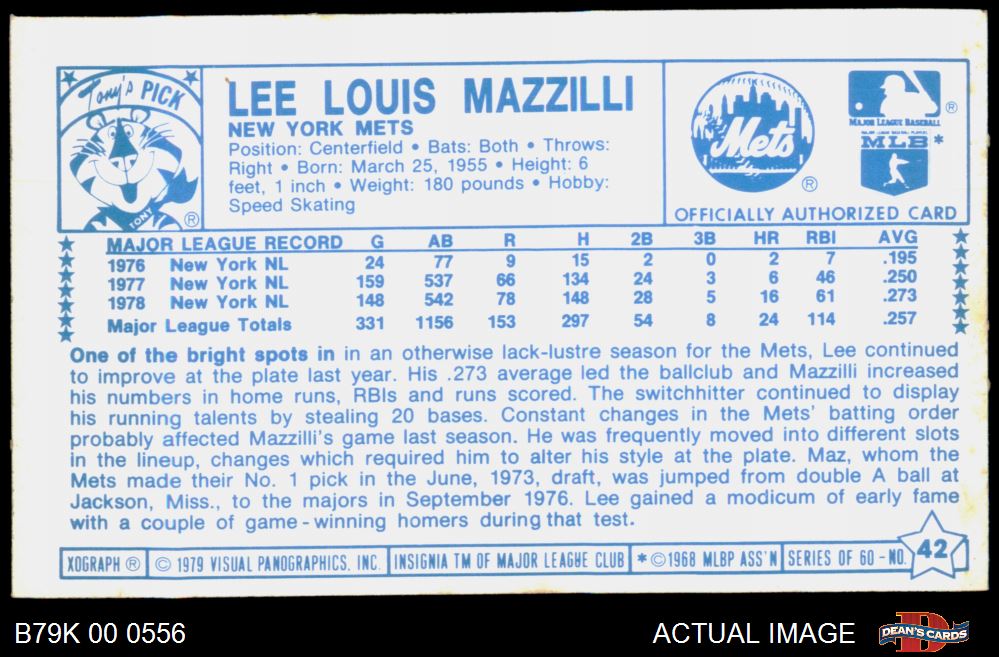 Tony's PICK
TONY ®
LEE LOUIS MAZZILLI
NEW YORK METS
Position: Centerfield • Bats: Both • Throws:
Right • Born: March 25, 1955 • Height: 6
feet, 1 inch • Weight: 180 pounds • Hobby:
Speed Skating
Mets ®
MAJOR LEAGUE BASEBALL ®
MAJOR LEAGUE BASEBALL PLAYERS
MLB *
OFFICIALLY AUTHORIZED CARD
MAJOR LEAGUE RECORD G AB R H 2B 3B HR RBI AVG
1976 New York NL 24 77 9 15 2 0 2 7 .195
1977 New York NL 159 537 66 134 24 3 6 46 .250
1978 New York NL 148 542 78 148 28 5 16 61 .273
Major League Totals 331 1156 153 297 54 8 24 114 .257
One of the bright spots in in an otherwise lack-lustre season for the Mets, Lee continued
to improve at the plate last year. His .273 average led the ballclub and Mazzilli increased
his numbers in home runs, RBIs and runs scored. The switchhitter continued to display
his running talents by stealing 20 bases. Constant changes in the Mets' batting order
probably affected Mazzilli's game last season. He was frequently moved into different slots
in the lineup, changes which required him to alter his style at the plate. Maz, whom the
Mets made their No. 1 pick in the June, 1973, draft, was jumped from double A ball at
Jackson, Miss., to the majors in September 1976. Lee gained a modicum of early fame
with a couple of game-winning homers during that test.
XOGRAPH ® © 1979 VISUAL PANOGRAPHICS, INC. INSIGNIA TM OF MAJOR LEAGUE CLUB * © 1968 MLBP ASS'N SERIES OF 60 - NO. 42
B79K 00 0556 ACTUAL IMAGE DEAN'S CARDS